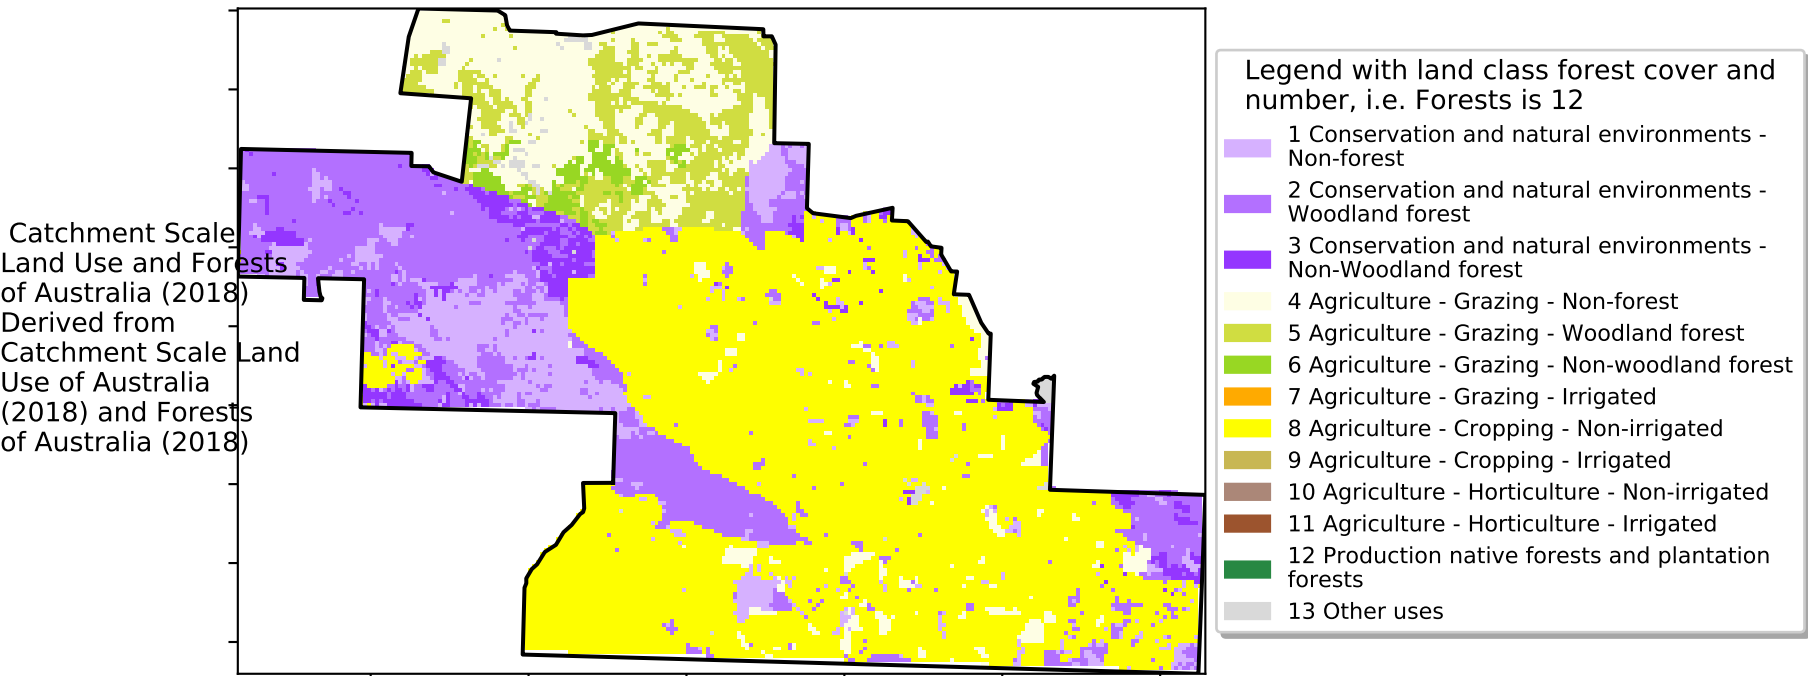 Catchment Scale
Land Use and Forests
of Australia (2018)
Derived from
Catchment Scale Land
Use of Australia
(2018) and Forests
of Australia (2018)
Legend with land class forest cover and
number, i.e. Forests is 12
1 Conservation and natural environments -
Non-forest
2 Conservation and natural environments -
Woodland forest
3 Conservation and natural environments -
Non-Woodland forest
4 Agriculture - Grazing - Non-forest
5 Agriculture - Grazing - Woodland forest
6 Agriculture - Grazing - Non-woodland forest
7 Agriculture - Grazing - Irrigated
8 Agriculture - Cropping - Non-irrigated
9 Agriculture - Cropping - Irrigated
10 Agriculture - Horticulture - Non-irrigated
11 Agriculture - Horticulture - Irrigated
12 Production native forests and plantation
forests
13 Other uses